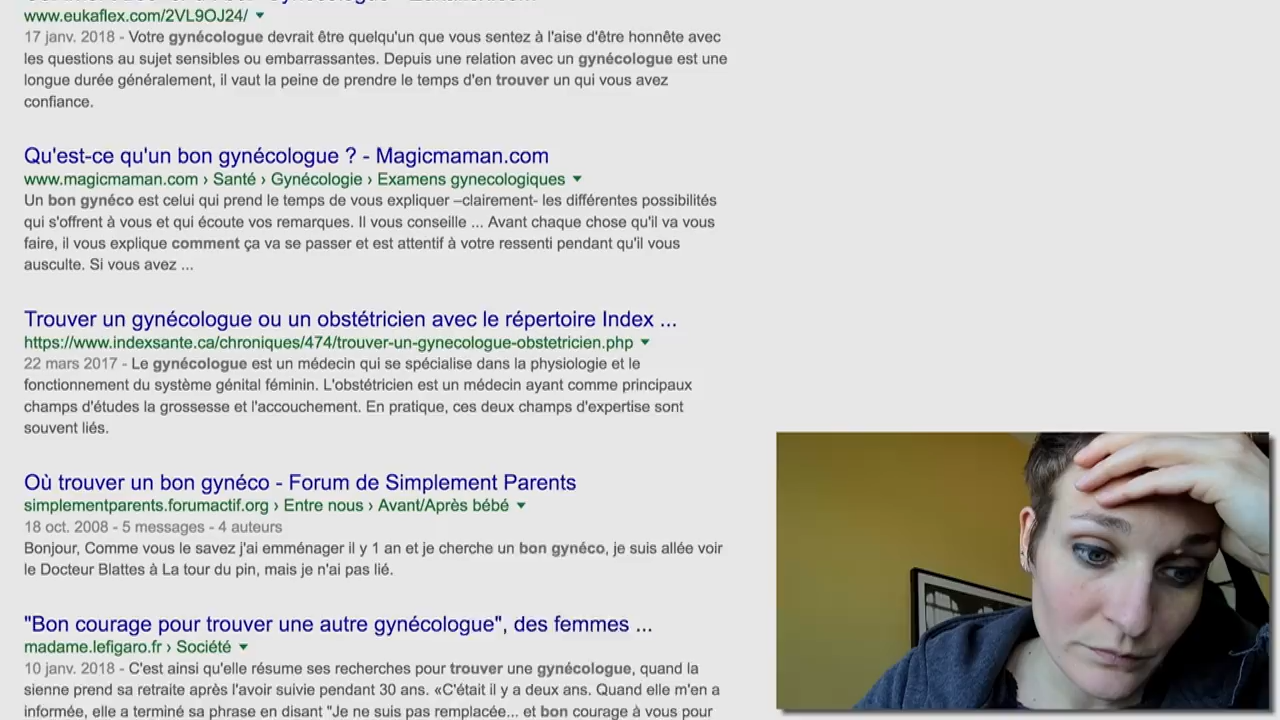 www.eukaflex.com/2VL9OJ24/
17 janv. 2018 - Votre gynécologue devrait être quelqu'un que vous sentez à l'aise d'être honnête avec
les questions au sujet sensibles ou embarrassantes. Depuis une relation avec un gynécologue est une
longue durée généralement, il vaut la peine de prendre le temps d'en trouver un qui vous avez
confiance.
Qu'est-ce qu'un bon gynécologue ? - Magicmaman.com
www.magicmaman.com › Santé › Gynécologie › Examens gynecologiques
Un bon gynéco est celui qui prend le temps de vous expliquer –clairement- les différentes possibilités
qui s'offrent à vous et qui écoute vos remarques. Il vous conseille ... Avant chaque chose qu'il va vous
faire, il vous explique comment ça va se passer et est attentif à votre ressenti pendant qu'il vous
ausculte. Si vous avez ...
Trouver un gynécologue ou un obstétricien avec le répertoire Index ...
https://www.indexsante.ca/chroniques/474/trouver-un-gynecologue-obstetricien.php
22 mars 2017 - Le gynécologue est un médecin qui se spécialise dans la physiologie et le
fonctionnement du système génital féminin. L'obstétricien est un médecin ayant comme principaux
champs d'études la grossesse et l'accouchement. En pratique, ces deux champs d'expertise sont
souvent liés.
Où trouver un bon gynéco - Forum de Simplement Parents
simplementparents.forumactif.org › Entre nous › Avant/Après bébé
18 oct. 2008 - 5 messages - 4 auteurs
Bonjour, Comme vous le savez j'ai emménager il y 1 an et je cherche un bon gynéco, je suis allée voir
le Docteur Blattes à La tour du pin, mais je n'ai pas lié.
"Bon courage pour trouver une autre gynécologue", des femmes ...
madame.lefigaro.fr › Société
10 janv. 2018 - C'est ainsi qu'elle résume ses recherches pour trouver une gynécologue, quand la
sienne prend sa retraite après l'avoir suivie pendant 30 ans. «C'était il y a deux ans. Quand elle m'en a
informée, elle a terminé sa phrase en disant "Je ne suis pas remplacée... et bon courage à vous pour